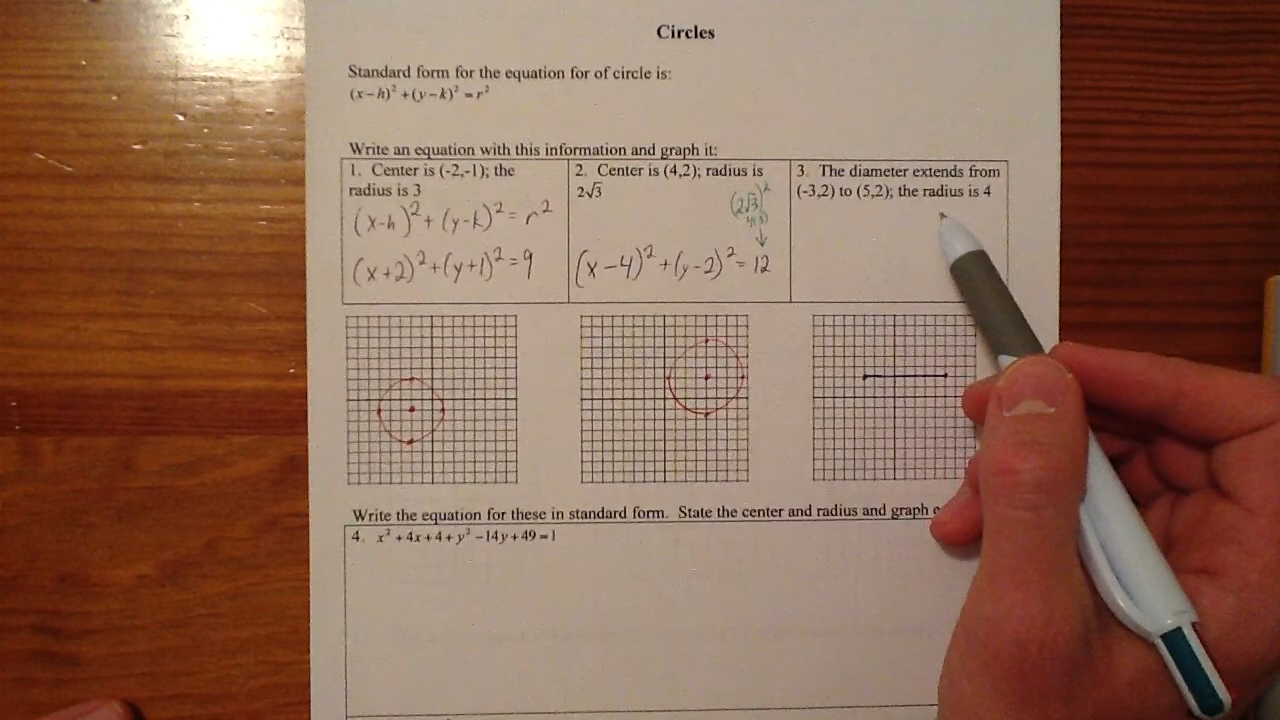 Circles
Standard form for the equation for of circle is:
(x−h)² + (y−k)² = r²
Write an equation with this information and graph it:
1. Center is (-2,-1); the
radius is 3
(x-h)² + (y-k)² = r²
(x+2)² + (y+1)² = 9
2. Center is (4,2); radius is
2√3
(2√3)²
4(3)
(x-4)² + (y-2)² = 12
3. The diameter extends from
(-3,2) to (5,2); the radius is 4
Write the equation for these in standard form. State the center and radius and graph
4. x² + 4x + 4 + y² − 14y + 49 = 1